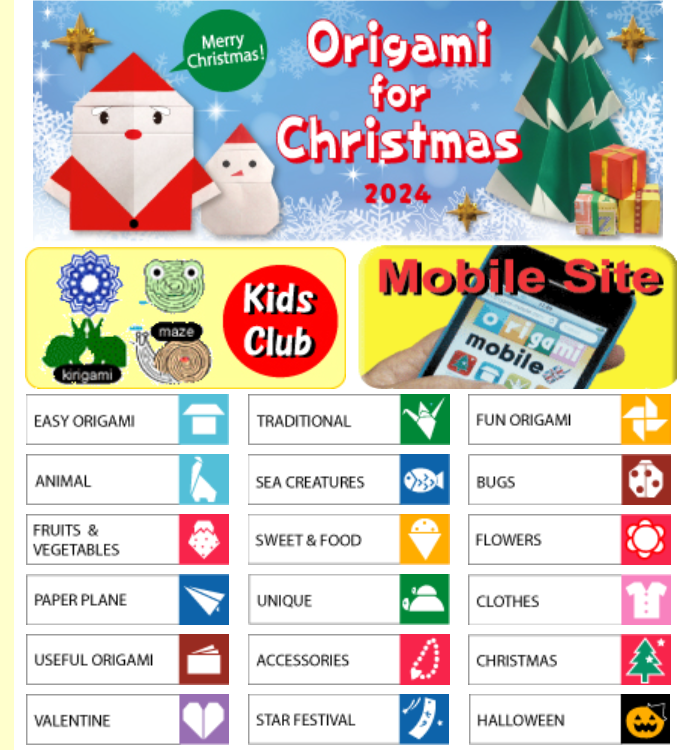 Merry
Christmas!
Origami
for
Christmas
2024
Kids
Club
maze
kirigami
Mobile Site
origami
mobile
EASY ORIGAMI
TRADITIONAL
FUN ORIGAMI
ANIMAL
SEA CREATURES
BUGS
FRUITS &
VEGETABLES
SWEET & FOOD
FLOWERS
PAPER PLANE
UNIQUE
CLOTHES
USEFUL ORIGAMI
ACCESSORIES
CHRISTMAS
VALENTINE
STAR FESTIVAL
HALLOWEEN